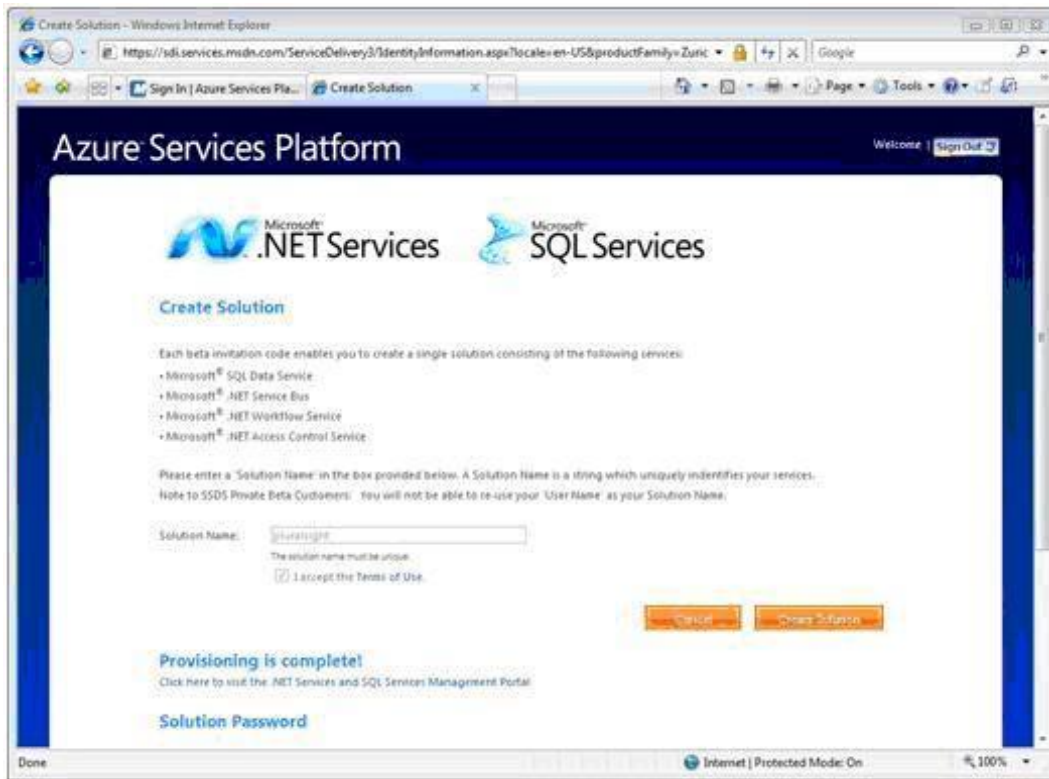 Create Solution - Windows Internet Explorer
https://sdi.services.msdn.com/ServiceDelivery3/IdentityInformation.aspx?locale=en-US&productFamily=Zuric
Google
Sign In | Azure Services Pla... Create Solution Page Tools
Azure Services Platform
Welcome | Sign Out
Microsoft®
.NET Services
Microsoft®
SQL Services
Create Solution
Each beta invitation code enables you to create a single solution consisting of the following services:
• Microsoft® SQL Data Service
• Microsoft® .NET Service Bus
• Microsoft® .NET Workflow Service
• Microsoft® .NET Access Control Service
Please enter a 'Solution Name' in the box provided below. A Solution Name is a string which uniquely indentifies your services.
Note to SSDS Private Beta Customers: You will not be able to re-use your 'User Name' as your Solution Name.
Solution Name: pluralsight
The solution name must be unique.
I accept the Terms of Use.
Cancel Create Solution
Provisioning is complete!
Click here to visit the .NET Services and SQL Services Management Portal
Solution Password
Done Internet | Protected Mode: On 100%